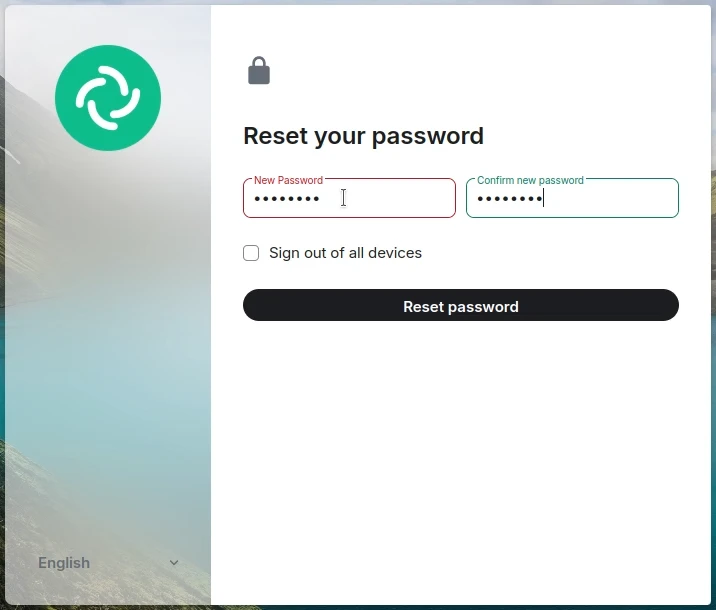 Reset your password
New Password
••••••••
Confirm new password
••••••••
Sign out of all devices
Reset password
English